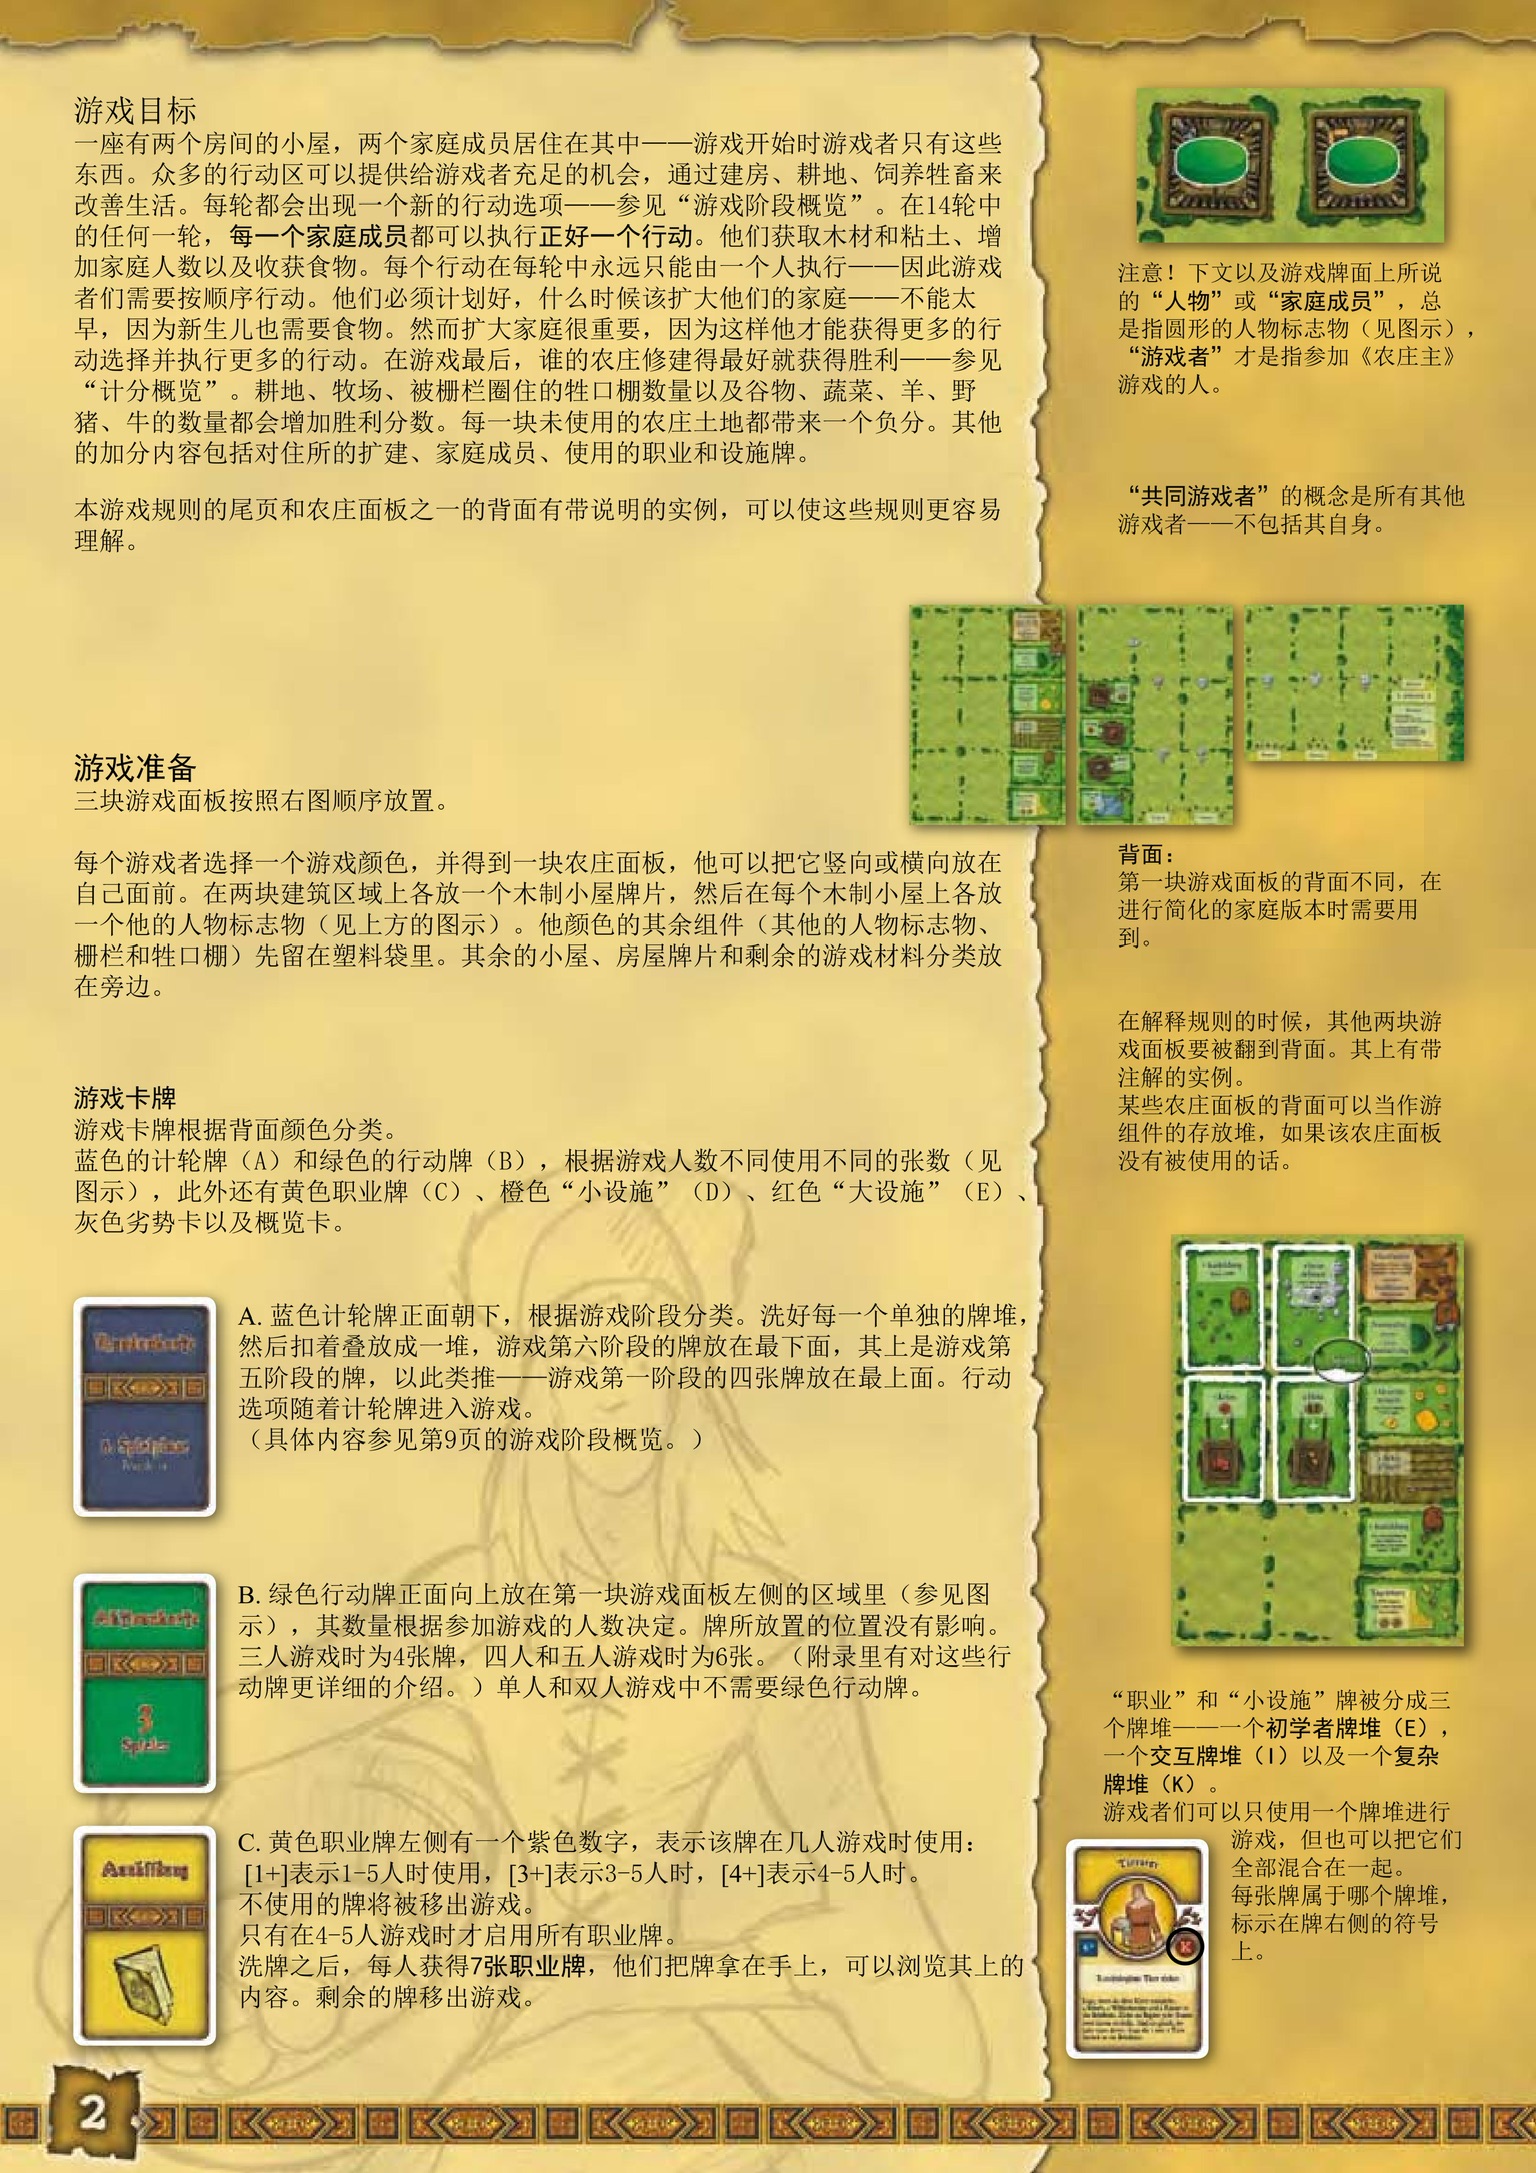 游戏目标
一座有两个房间的小屋，两个家庭成员居住在其中——游戏开始时游戏者只有这些
东西。众多的行动区可以提供给游戏者充足的机会，通过建房、耕地、饲养牲畜来
改善生活。每轮都会出现一个新的行动选项——参见“游戏阶段概览”。在14轮中
的任何一轮，每一个家庭成员都可以执行正好一个行动。他们获取木材和粘土、增
加家庭人数以及收获食物。每个行动在每轮中永远只能由一个人执行——因此游戏
者们需要按顺序行动。他们必须计划好，什么时候该扩大他们的家庭——不能太
早，因为新生儿也需要食物。然而扩大家庭很重要，因为这样他才能获得更多的行
动选择并执行更多的行动。在游戏最后，谁的农庄修建得最好就获得胜利——参见
“计分概览”。耕地、牧场、被栅栏圈住的牲口棚数量以及谷物、蔬菜、羊、野
猪、牛的数量都会增加胜利分数。每一块未使用的农庄土地都带来一个负分。其他
的加分内容包括对住所的扩建、家庭成员、使用的职业和设施牌。
本游戏规则的尾页和农庄面板之一的背面有带说明的实例，可以使这些规则更容易
理解。
注意！下文以及游戏牌面上所说
的“人物”或“家庭成员”，总
是指圆形的人物标志物（见图示），
“游戏者”才是指参加《农庄主》
游戏的人。
“共同游戏者”的概念是所有其他
游戏者——不包括其自身。
游戏准备
三块游戏面板按照右图顺序放置。
每个游戏者选择一个游戏颜色，并得到一块农庄面板，他可以把它竖向或横向放在
自己面前。在两块建筑区域上各放一个木制小屋牌片，然后在每个木制小屋上各放
一个他的人物标志物（见上方的图示）。他颜色的其余组件（其他的人物标志物、
栅栏和牲口棚）先留在塑料袋里。其余的小屋、房屋牌片和剩余的游戏材料分类放
在旁边。
背面：
第一块游戏面板的背面不同，在
进行简化的家庭版本时需要用
到。
在解释规则的时候，其他两块游
戏面板要被翻到背面。其上有带
注解的实例。
某些农庄面板的背面可以当作游
组件的存放堆，如果该农庄面板
没有被使用的话。
游戏卡牌
游戏卡牌根据背面颜色分类。
蓝色的计轮牌（A）和绿色的行动牌（B），根据游戏人数不同使用不同的张数（见
图示），此外还有黄色职业牌（C）、橙色“小设施”（D）、红色“大设施”（E）、
灰色劣势卡以及概览卡。
A. 蓝色计轮牌正面朝下，根据游戏阶段分类。洗好每一个单独的牌堆，
然后扣着叠放成一堆，游戏第六阶段的牌放在最下面，其上是游戏第
五阶段的牌，以此类推——游戏第一阶段的四张牌放在最上面。行动
选项随着计轮牌进入游戏。
（具体内容参见第9页的游戏阶段概览。）
3
Spieler
B. 绿色行动牌正面向上放在第一块游戏面板左侧的区域里（参见图
示），其数量根据参加游戏的人数决定。牌所放置的位置没有影响。
三人游戏时为4张牌，四人和五人游戏时为6张。（附录里有对这些行
动牌更详细的介绍。）单人和双人游戏中不需要绿色行动牌。
C. 黄色职业牌左侧有一个紫色数字，表示该牌在几人游戏时使用：
[1+]表示1-5人时使用，[3+]表示3-5人时，[4+]表示4-5人时。
不使用的牌将被移出游戏。
只有在4-5人游戏时才启用所有职业牌。
洗牌之后，每人获得7张职业牌，他们把牌拿在手上，可以浏览其上的
内容。剩余的牌移出游戏。
“职业”和“小设施”牌被分成三
个牌堆——一个初学者牌堆（E），
一个交互牌堆（I）以及一个复杂
牌堆（K）。
游戏者们可以只使用一个牌堆进行
游戏，但也可以把它们
全部混合在一起。
每张牌属于哪个牌堆，
标示在牌右侧的符号
上。
K
2